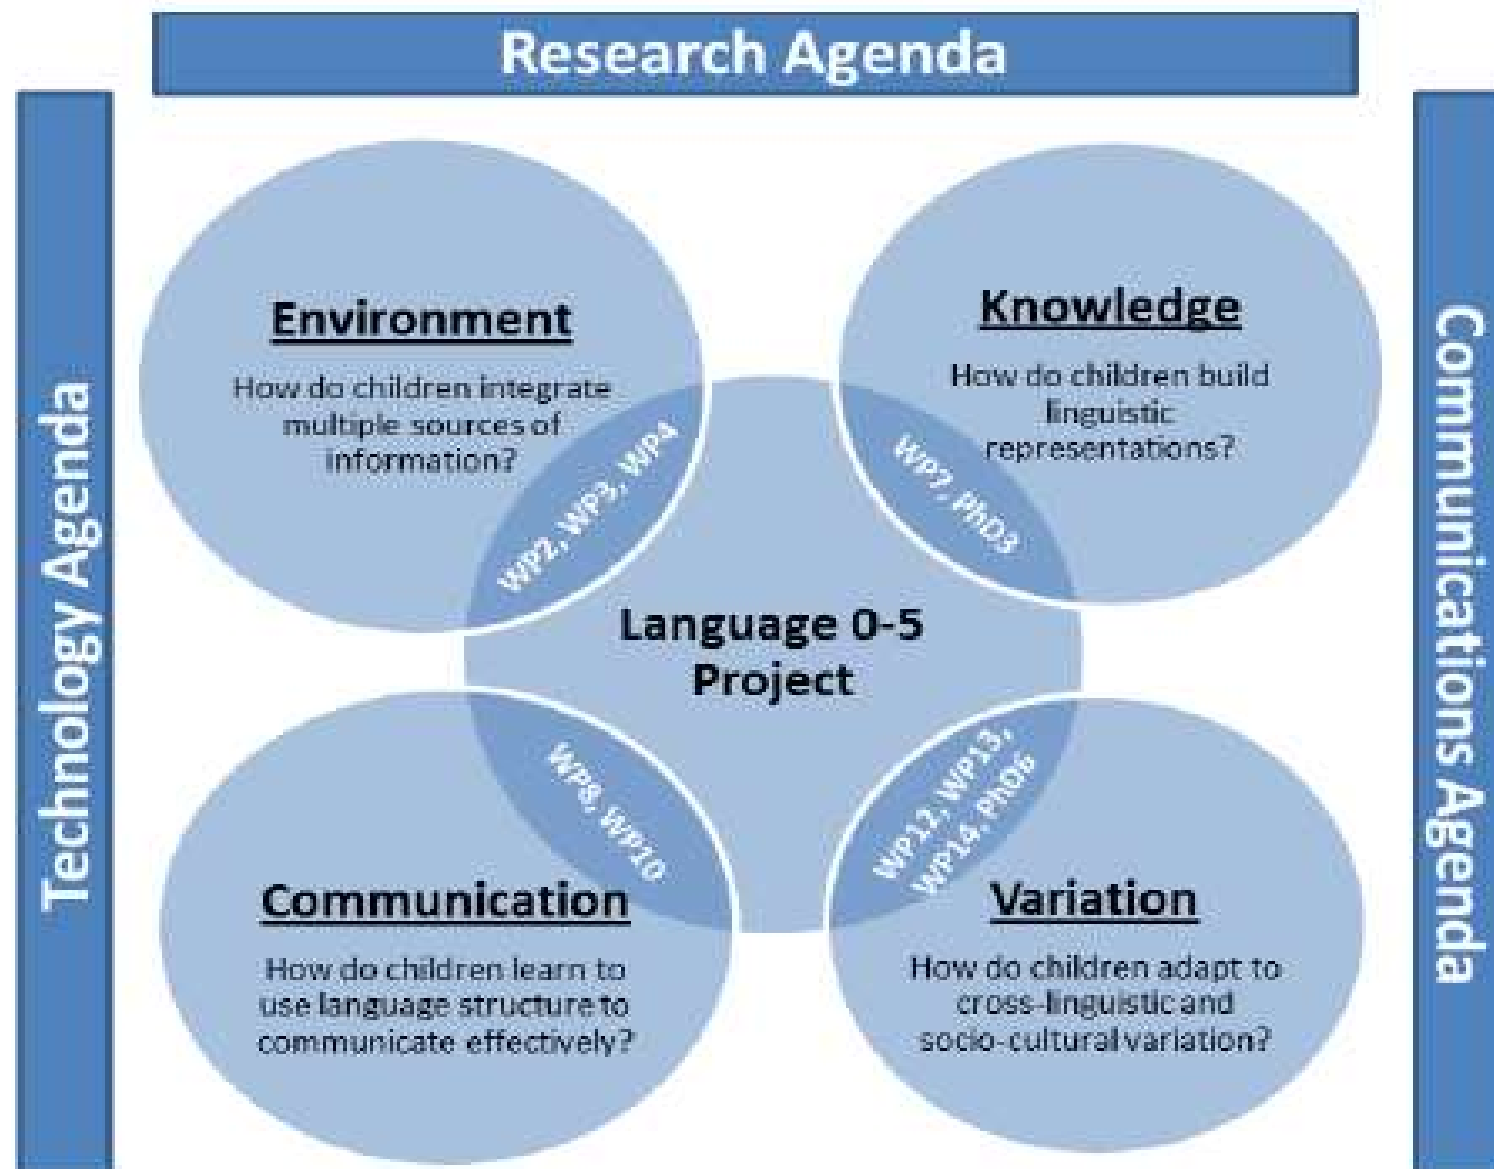 Research Agenda
Technology Agenda
Communications Agenda
Environment
How do children integrate
multiple sources of
information?
WP2, WP3, WP4
Knowledge
How do children build
linguistic
representations?
WP7, PhD3
Language 0-5
Project
Communication
How do children learn to
use language structure to
communicate effectively?
WP8, WP10
Variation
How do children adapt to
cross-linguistic and
socio-cultural variation?
WP12, WP13,
WP14, PhD6